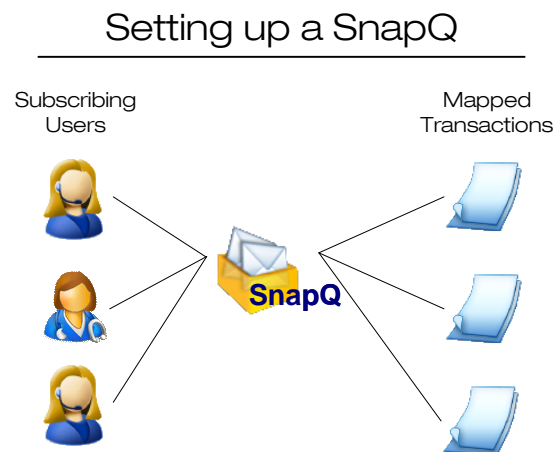 Setting up a SnapQ
Subscribing
Users
Mapped
Transactions
SnapQ